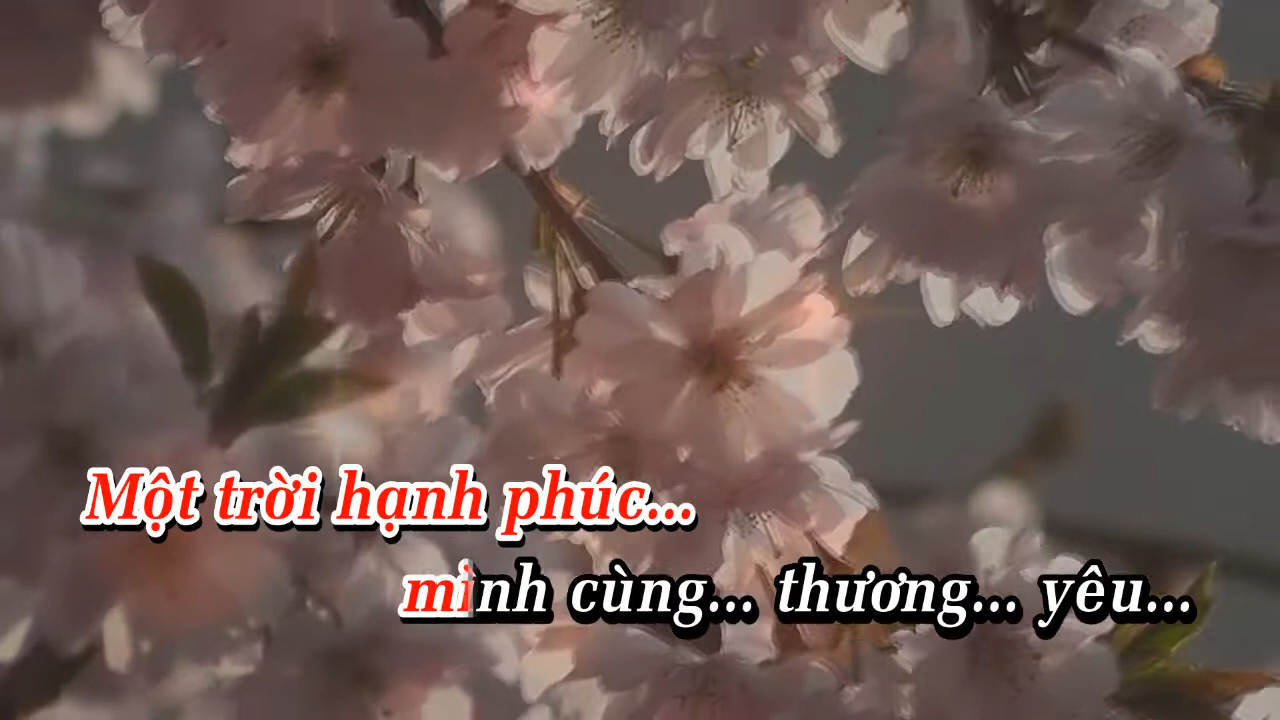 Một trời hạnh phúc...
mình cùng... thương... yêu...